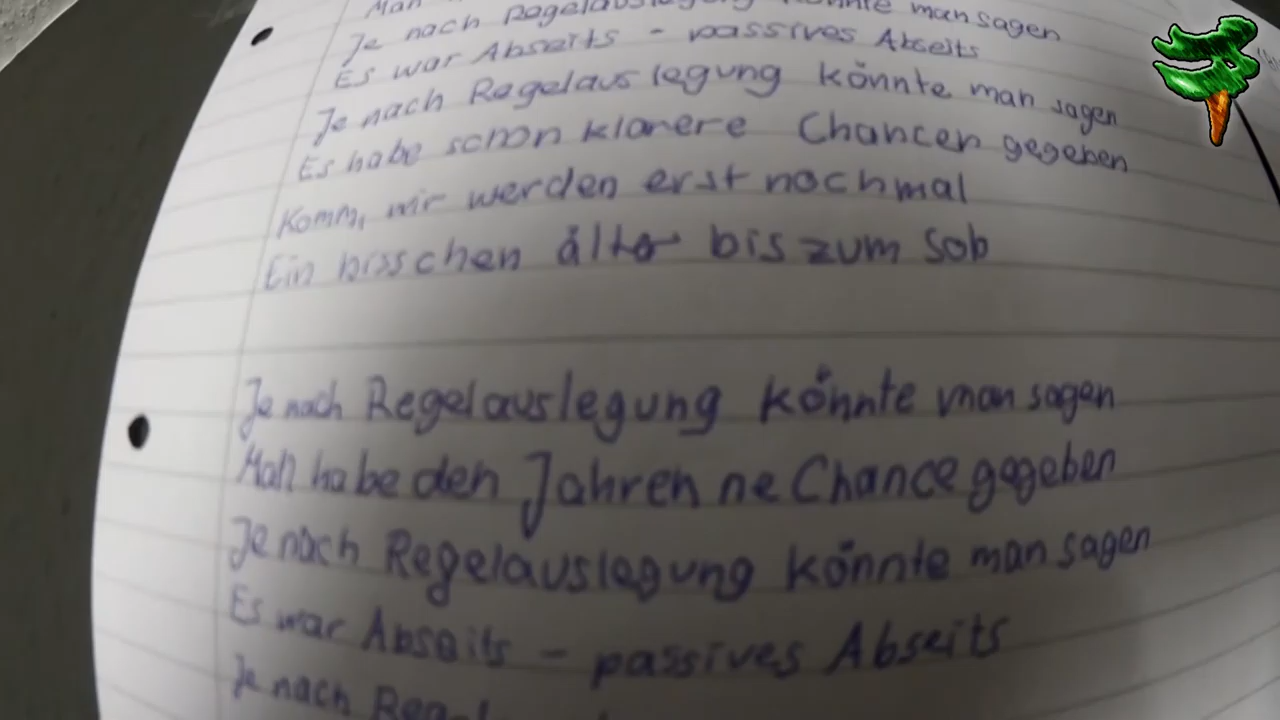 Man
Je nach Regelauslegung könnte man sagen
Es war Abseits - passives Abseits
Je nach Regelauslegung könnte man sagen
Es habe schon klarere Chancen gegeben
Komm, wir werden erst nochmal
Ein bisschen älter bis zum Sob
Je nach Regelauslegung könnte man sagen
Man habe den Jahren ne Chance gegeben
Je nach Regelauslegung könnte man sagen
Es war Abseits - passives Abseits
Je nach